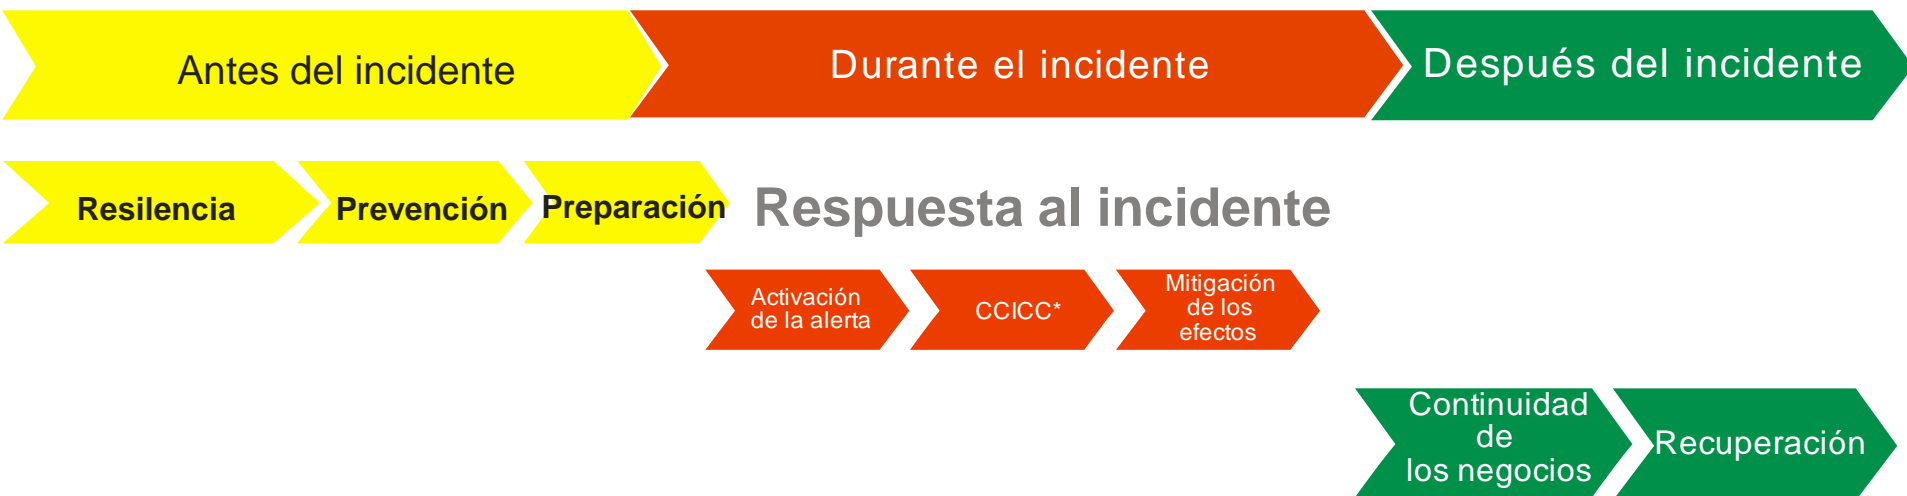 Antes del incidente
Durante el incidente
Después del incidente
Resilencia
Prevención
Preparación
Respuesta al incidente
Activación
de la alerta
CCICC*
Mitigación
de los
efectos
Continuidad
de
los negocios
Recuperación